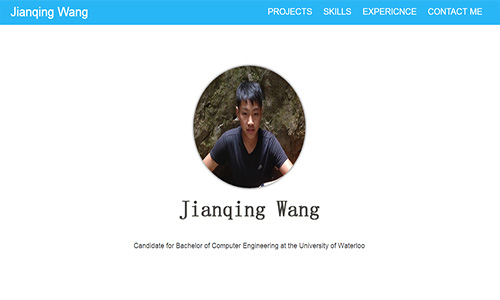 Jianqing Wang PROJECTS SKILLS EXPERICNCE CONTACT ME
Jianqing Wang
Candidate for Bachelor of Computer Engineering at the University of Waterloo